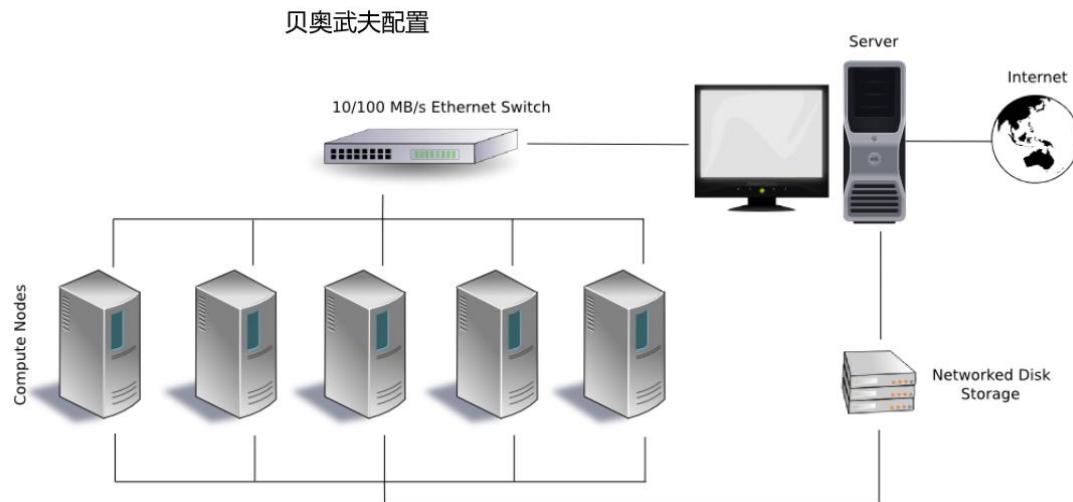 贝奥武夫配置
Server
Internet
10/100 MB/s Ethernet Switch
Compute Nodes
Networked Disk
Storage